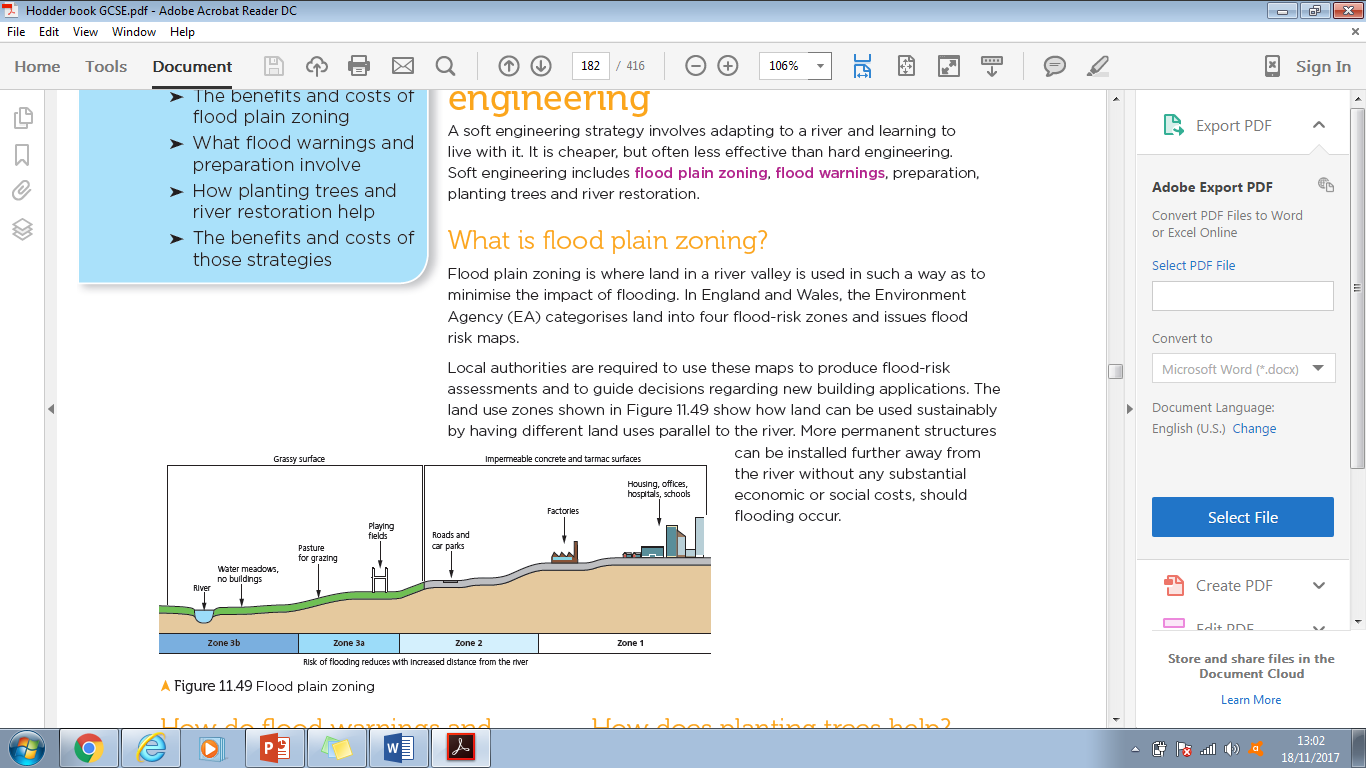 Hodder book GCSE.pdf - Adobe Acrobat Reader DC
File Edit View Window Help
Home Tools Document 182 / 416 106% Sign In
➤ The benefits and costs of
flood plain zoning
➤ What flood warnings and
preparation involve
➤ How planting trees and
river restoration help
➤ The benefits and costs of
those strategies
engineering
A soft engineering strategy involves adapting to a river and learning to
live with it. It is cheaper, but often less effective than hard engineering.
Soft engineering includes flood plain zoning, flood warnings, preparation,
planting trees and river restoration.
What is flood plain zoning?
Flood plain zoning is where land in a river valley is used in such a way as to
minimise the impact of flooding. In England and Wales, the Environment
Agency (EA) categorises land into four flood-risk zones and issues flood
risk maps.
Local authorities are required to use these maps to produce flood-risk
assessments and to guide decisions regarding new building applications. The
land use zones shown in Figure 11.49 show how land can be used sustainably
by having different land uses parallel to the river. More permanent structures
can be installed further away from
the river without any substantial
economic or social costs, should
flooding occur.
Grassy surface
Impermeable concrete and tarmac surfaces
River
Water meadows,
no buildings
Pasture
for grazing
Playing
fields
Roads and
car parks
Factories
Housing, offices,
hospitals, schools
Zone 3b Zone 3a Zone 2 Zone 1
Risk of flooding reduces with increased distance from the river
Figure 11.49 Flood plain zoning
How do flood warnings and
How does planting trees help?
Export PDF
Adobe Export PDF
Convert PDF Files to Word
or Excel Online
Select PDF File
Convert to
Microsoft Word (*.docx)
Document Language:
English (U.S.) Change
Select File
Create PDF
Edit PDF
Store and share files in the
Document Cloud
Learn More
13:02
18/11/2017